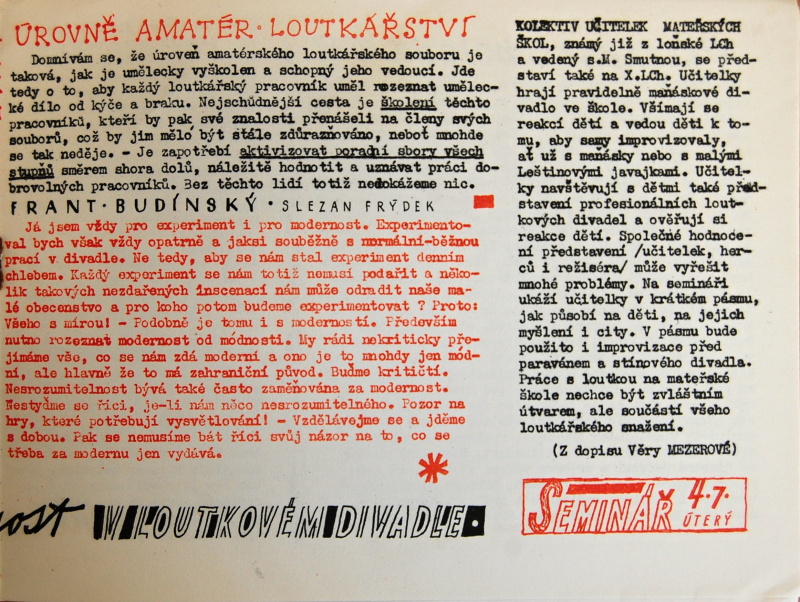 ÚROVNĚ AMATÉR. LOUTKÁŘSTVÍ
Domnívám se, že úroveň amatérského loutkářského souboru je
taková, jak je umělecky vyškolen a schopný jeho vedoucí. Jde
tedy o to, aby každý loutkářský pracovník uměl rozeznat umělec-
ké dílo od kýče a braku. Nejschůdnější cesta je školení těchto
pracovníků, kteří by pak své znalosti přenášeli na členy svých
souborů, což by jim mělo být stále zdůrazňováno, neboť mnohde
se tak neděje. – Je zapotřebí aktivizovat poradní sbory všech
stupňů směrem shora dolů, náležitě hodnotit a uznávat práci do-
brovolných pracovníků. Bez těchto lidí totiž nedokážeme nic.
FRANT. BUDÍNSKÝ. SLEZAN FRÝDEK
Já jsem vždy pro experiment i pro modernost. Experimento-
val bych však vždy opatrně a jaksi souběžně s normální-běžnou
prací v divadle. Ne tedy, aby se nám stal experiment denním
chlebem. Každý experiment se nám totiž nemusí podařit a něko-
lik takových nezdařených inscenací nám může odradit naše ma-
lé obecenstvo a pro koho potom budeme experimentovat ? Proto:
Všeho s mírou! – Podobně je tomu i s moderností. Především
nutno rozeznat modernost od módnosti. My rádi nekriticky pře-
jímáme vše, co se nám zdá moderní a ono je to mnohdy jen mód-
ní, ale hlavně že to má zahraniční původ. Buďme kritičtí.
Nesrozumitelnost bývá také často zaměňována za modernost.
Nestyďme se říci, je-li nám něco nesrozumitelného. Pozor na
hry, které potřebují vysvětlování! – Vzdělávejme se a jděme
s dobou. Pak se nemusíme bát říci svůj názor na to, co se
třeba za modernu jen vydává.
nost V LOUTKOVÉM DIVADLE.
KOLEKTIV UČITELEK MATEŘSKÝCH
ŠKOL, známý již z loňské LCh
a vedený s.M. Smutnou, se před-
staví také na X.LCh. Učitelky
hrají pravidelně maňáskové di-
vadlo ve škole. Všímají se
reakcí dětí a vedou děti k to-
mu, aby samy improvizovaly,
ať už s maňásky nebo s malými
Leštinovými javajkami. Učitel-
ky navštěvují s dětmi také před-
stavení profesionálních lout-
kových divadel a ověřují si
reakce dětí. Společné hodnoce-
ní představení /učitelek, her-
ců i režiséra/ může vyřešit
mnohé problémy. Na semináři
ukáží učitelky v krátkém pásmu,
jak působí na děti, na jejich
myšlení i city. V pásmu bude
použito i improvizace před
paravánem a stínového divadla.
Práce s loutkou na mateřské
škole nechce být zvláštním
útvarem, ale součástí všeho
loutkářského snažení.
(Z dopisu Věry MEZEROVÉ)
SEMINÁŘ 4.7.
ÚTERÝ